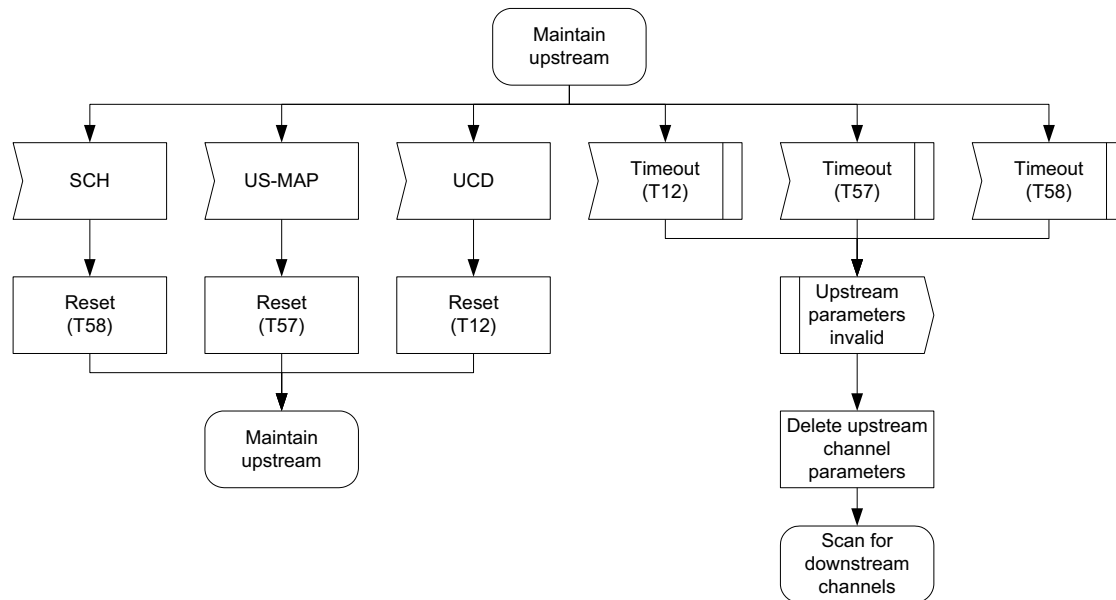 Maintain
upstream
SCH
US-MAP
UCD
Timeout
(T12)
Timeout
(T57)
Timeout
(T58)
Reset
(T58)
Reset
(T57)
Reset
(T12)
Upstream
parameters
invalid
Maintain
upstream
Delete upstream
channel
parameters
Scan for
downstream
channels